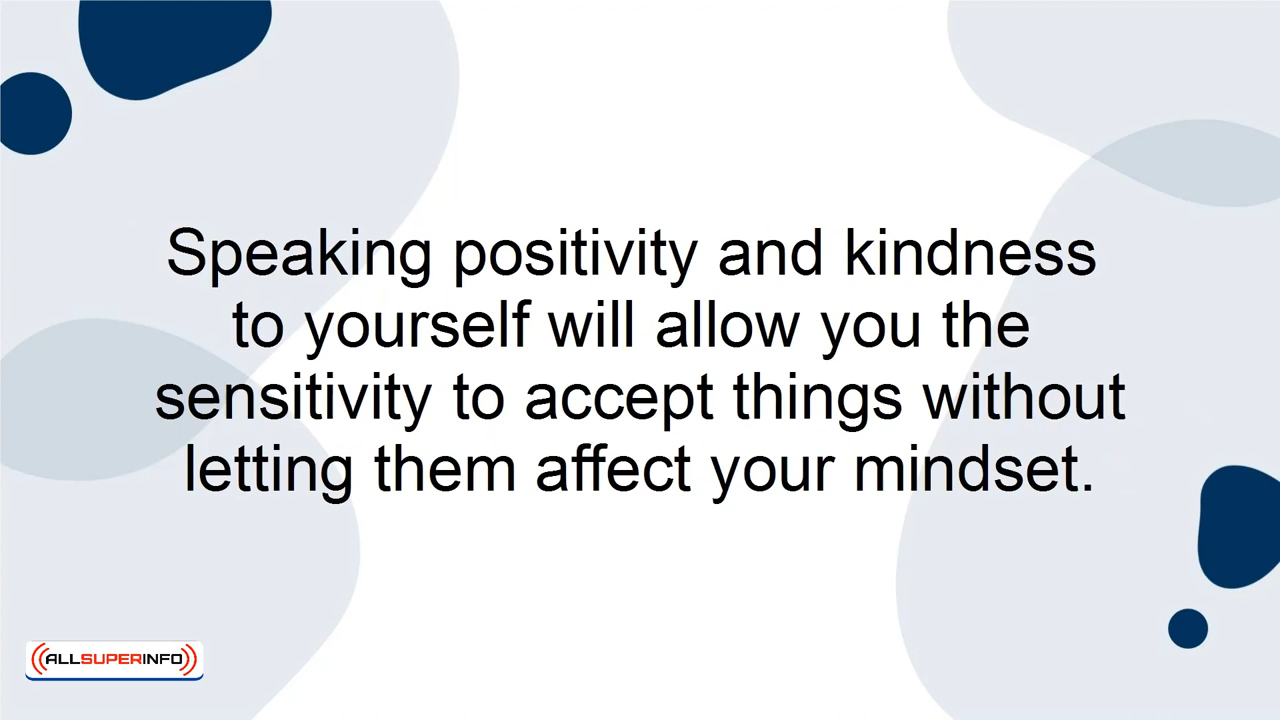 Speaking positivity and kindness
to yourself will allow you the
sensitivity to accept things without
letting them affect your mindset.
ALLSUPERINFO